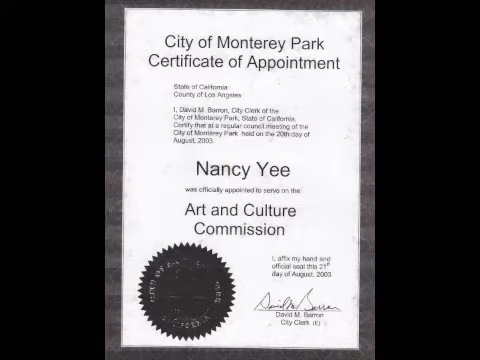 City of Monterey Park
Certificate of Appointment
State of California
County of Los Angeles
I, David M. Barron, City Clerk of the
City of Monterey Park, State of California,
Certify that at a regular council meeting of the
City of Monterey Park held on the 20th day of
August, 2003
Nancy Yee
was officially appointed to serve on the
Art and Culture
Commission
I, affix my hand and
official seal this 21st
day of August, 2003
David M. Barron
David M. Barron
City Clerk (E)